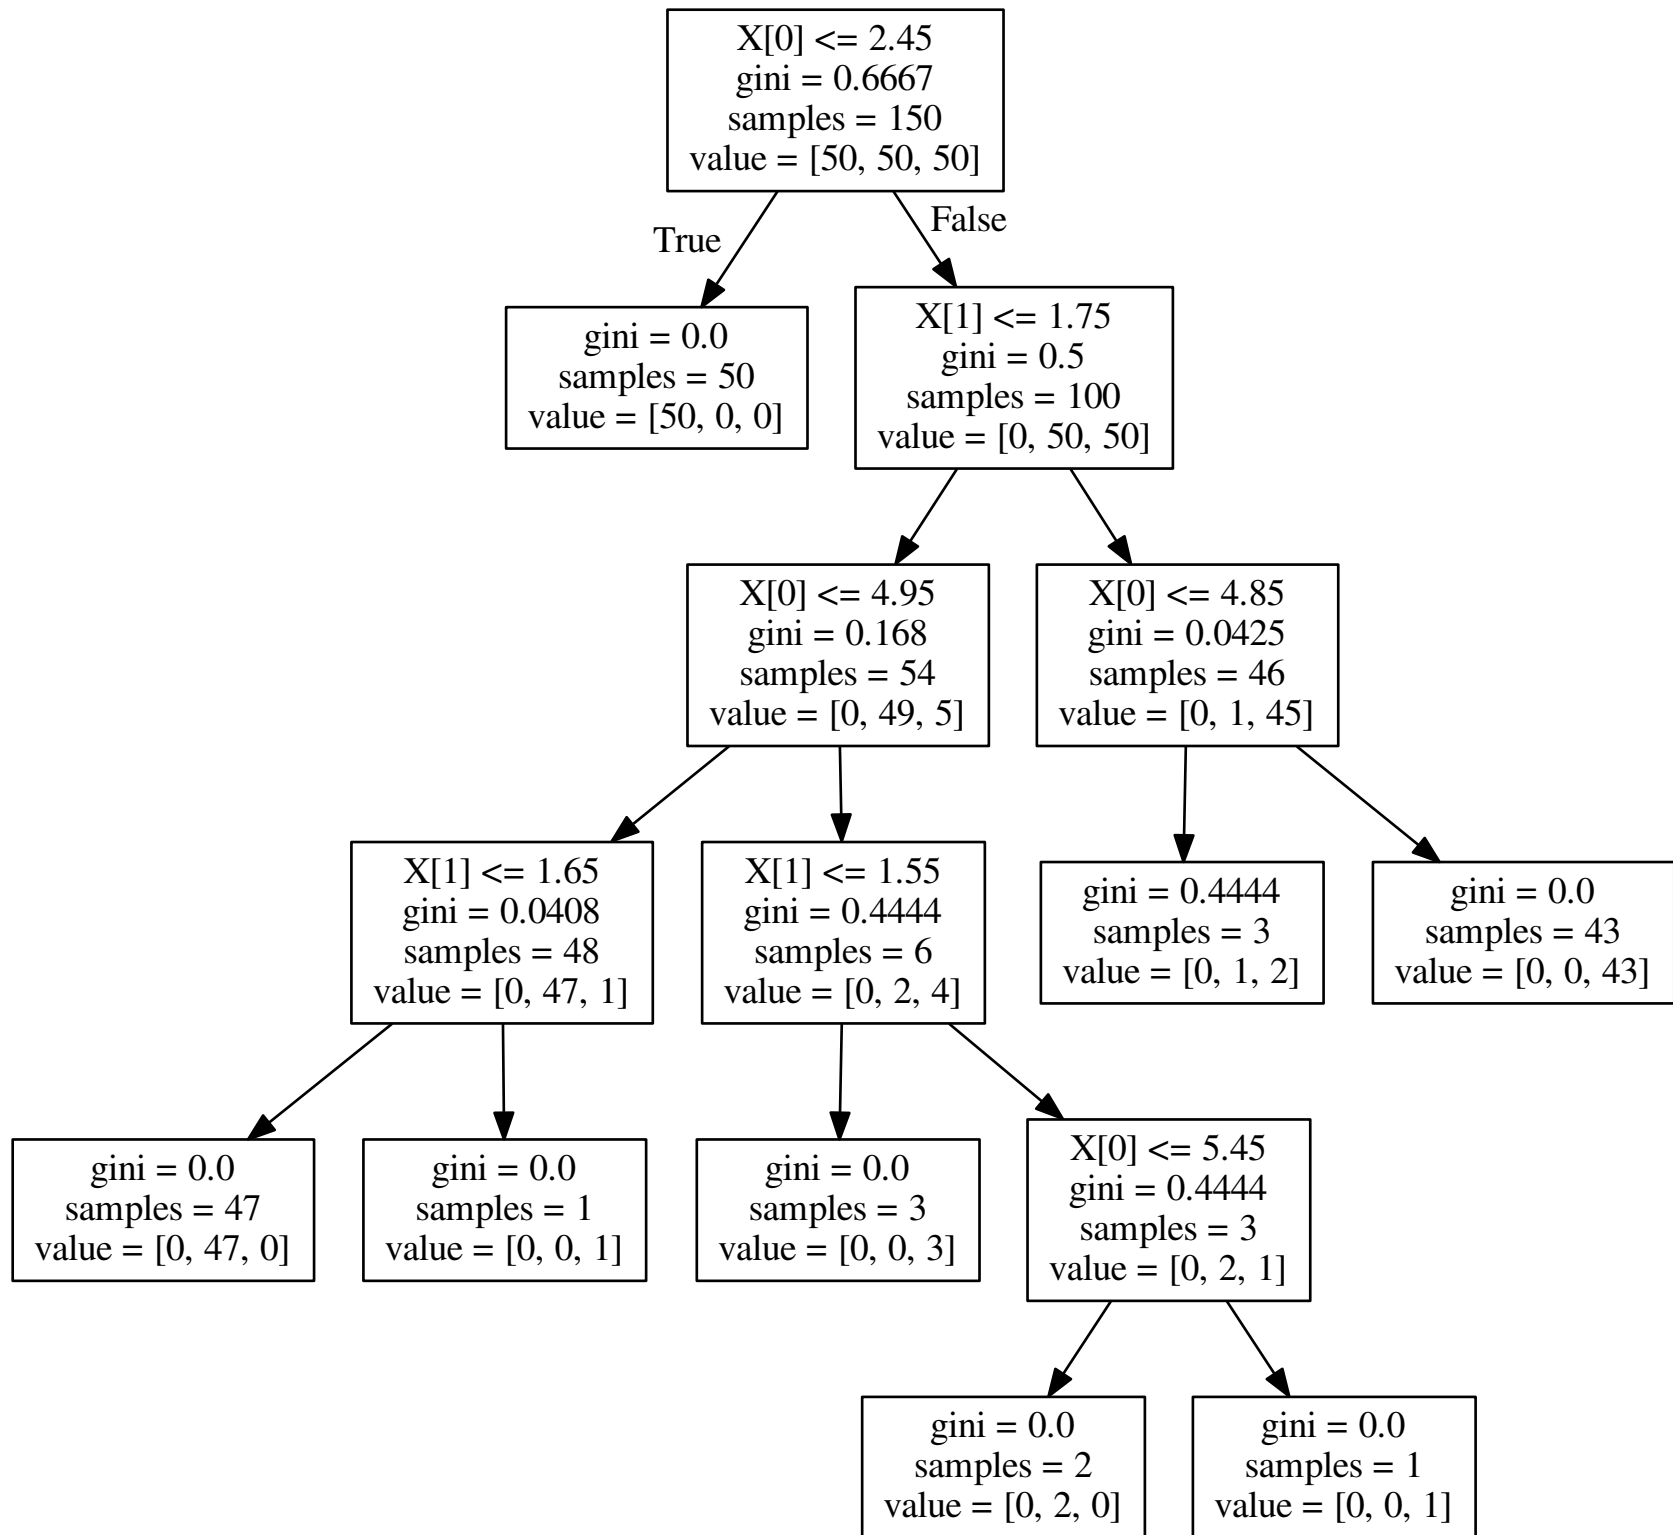 X[0] <= 2.45
gini = 0.6667
samples = 150
value = [50, 50, 50]
True
False
gini = 0.0
samples = 50
value = [50, 0, 0]
X[1] <= 1.75
gini = 0.5
samples = 100
value = [0, 50, 50]
X[0] <= 4.95
gini = 0.168
samples = 54
value = [0, 49, 5]
X[0] <= 4.85
gini = 0.0425
samples = 46
value = [0, 1, 45]
X[1] <= 1.65
gini = 0.0408
samples = 48
value = [0, 47, 1]
X[1] <= 1.55
gini = 0.4444
samples = 6
value = [0, 2, 4]
gini = 0.4444
samples = 3
value = [0, 1, 2]
gini = 0.0
samples = 43
value = [0, 0, 43]
gini = 0.0
samples = 47
value = [0, 47, 0]
gini = 0.0
samples = 1
value = [0, 0, 1]
gini = 0.0
samples = 3
value = [0, 0, 3]
X[0] <= 5.45
gini = 0.4444
samples = 3
value = [0, 2, 1]
gini = 0.0
samples = 2
value = [0, 2, 0]
gini = 0.0
samples = 1
value = [0, 0, 1]